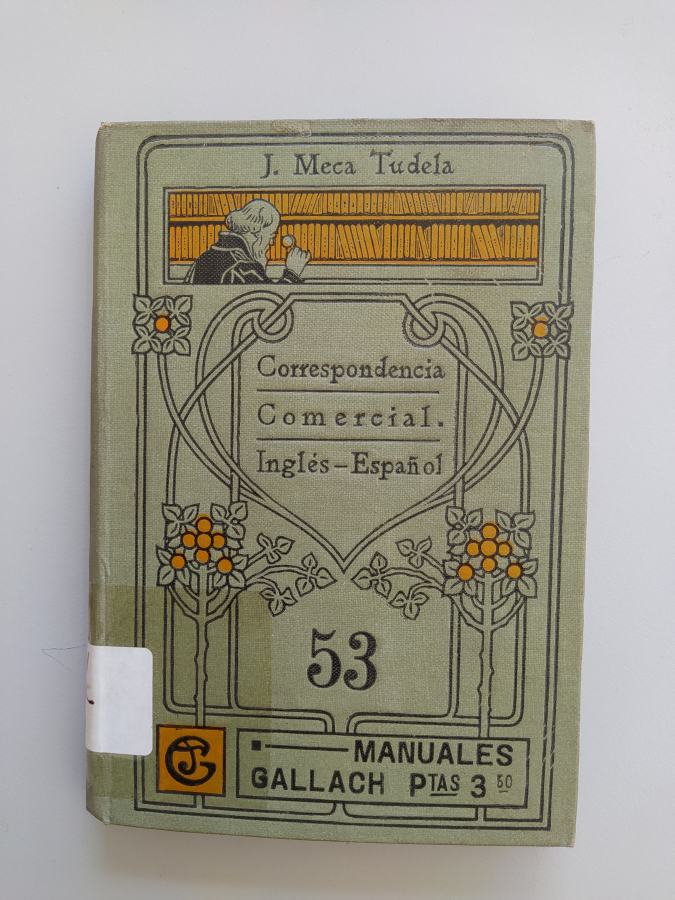 J. Meca Tudela
Correspondencia
Comercial.
Inglés – Español
53
MANUALES
GALLACH PTAS 3 50